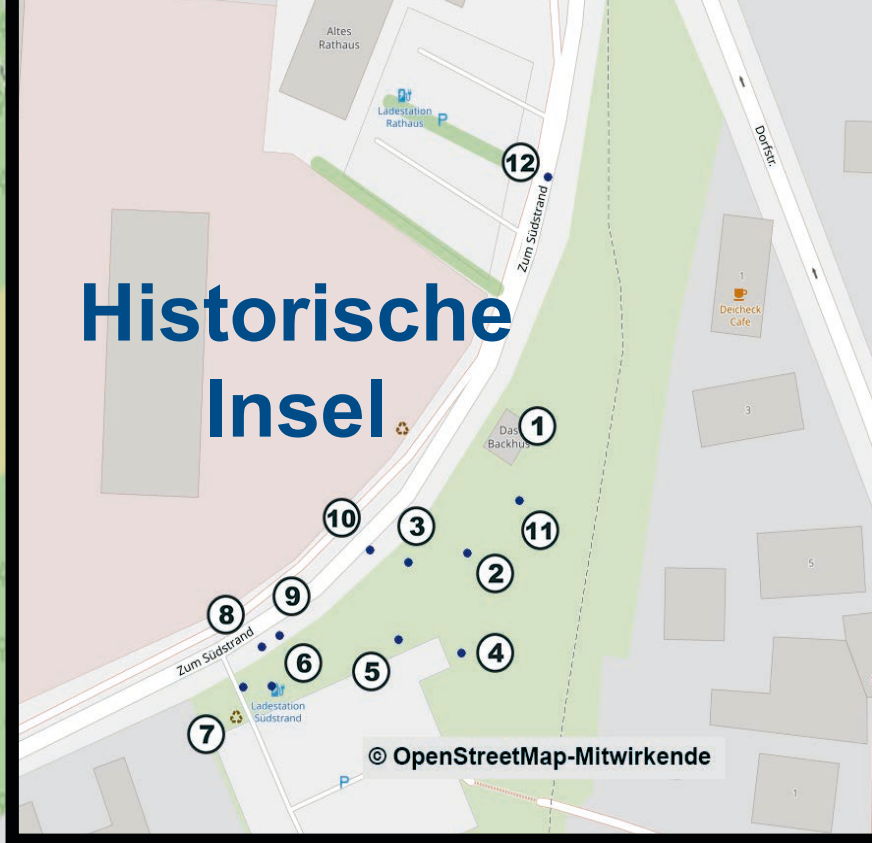 Altes
Rathaus
Ladestation
Rathaus
P
12
Dorfstr.
Zum Südstrand
Historische
Insel
1
Deicheck
Cafe
3
1
Das
Backhus
10
3
11
2
5
8
9
Zum Südstrand
6
5
4
Ladestation
Südstrand
7
© OpenStreetMap-Mitwirkende
P
1